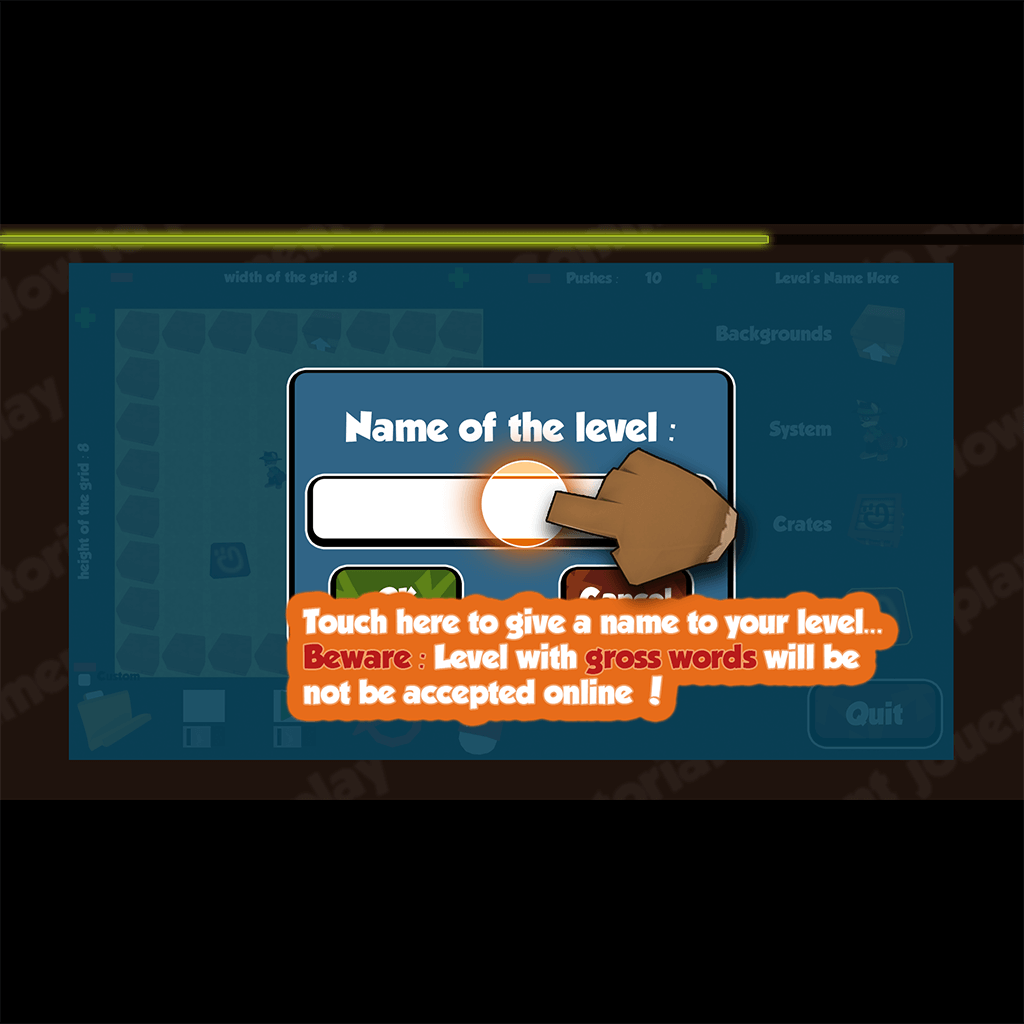 width of the grid : 8
Pushes : 10
Level's Name Here
Backgrounds
System
height of the grid : 8
Crates
Name of the level :
Cancel
Touch here to give a name to your level...
Beware : Level with gross words will be
not be accepted online !
Custom
Quit